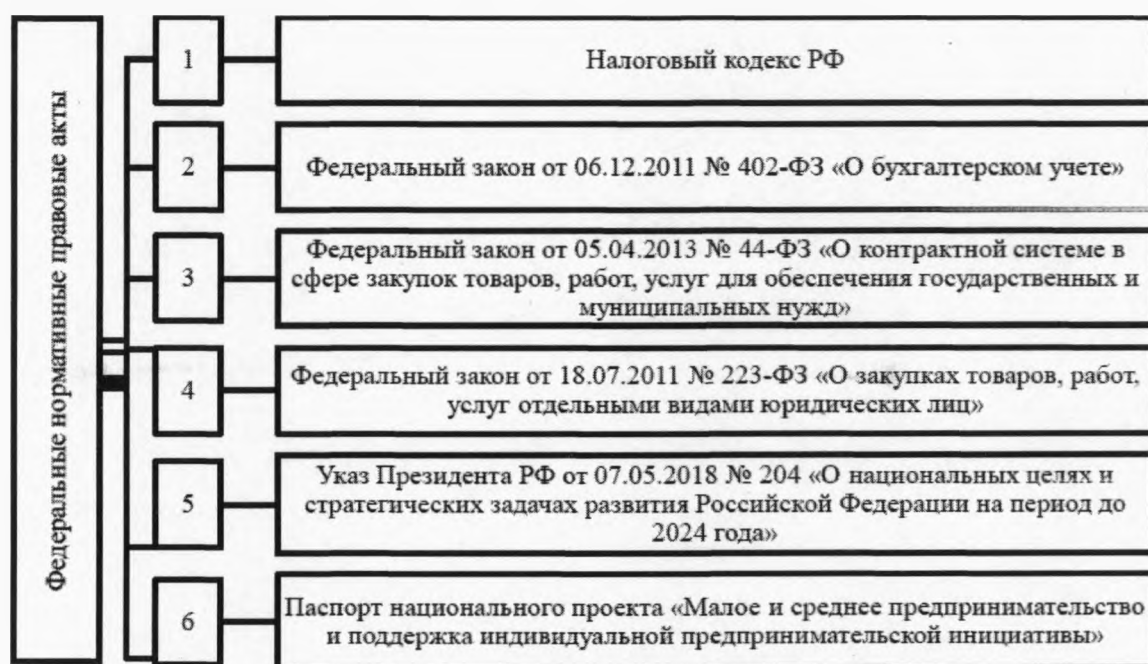 Федеральные нормативные правовые акты
1
Налоговый кодекс РФ
2
Федеральный закон от 06.12.2011 № 402-ФЗ «О бухгалтерском учете»
3
Федеральный закон от 05.04.2013 № 44-ФЗ «О контрактной системе в
сфере закупок товаров, работ, услуг для обеспечения государственных и
муниципальных нужд»
4
Федеральный закон от 18.07.2011 № 223-ФЗ «О закупках товаров, работ,
услуг отдельными видами юридических лиц»
5
Указ Президента РФ от 07.05.2018 № 204 «О национальных целях и
стратегических задачах развития Российской Федерации на период до
2024 года»
6
Паспорт национального проекта «Малое и среднее предпринимательство
и поддержка индивидуальной предпринимательской инициативы»